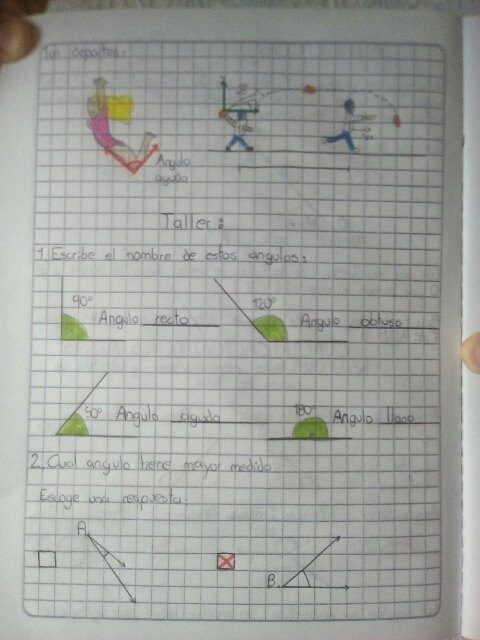 deportes:
Angulo
agudo
Taller:
1. Escribe el nombre de estos angulos:
90° Angulo recto
120° Angulo obtuso
50° Angulo agudo
180° Angulo llano
2. Cual angulo tiene mayor medida
Escoge una respuesta.
A
B